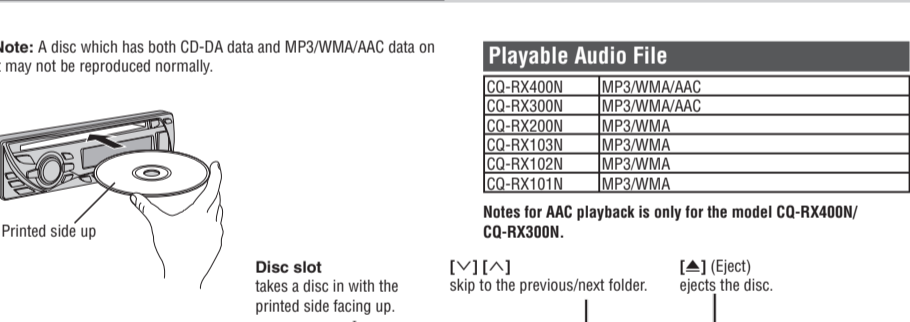 Note: A disc which has both CD-DA data and MP3/WMA/AAC data on
it may not be reproduced normally.
Printed side up
Disc slot
takes a disc in with the
printed side facing up.
Playable Audio File
CQ-RX400N MP3/WMA/AAC
CQ-RX300N MP3/WMA/AAC
CQ-RX200N MP3/WMA
CQ-RX103N MP3/WMA
CQ-RX102N MP3/WMA
CQ-RX101N MP3/WMA
Notes for AAC playback is only for the model CQ-RX400N/
CQ-RX300N.
[∨] [∧]
skip to the previous/next folder.
[⏏] (Eject)
ejects the disc.